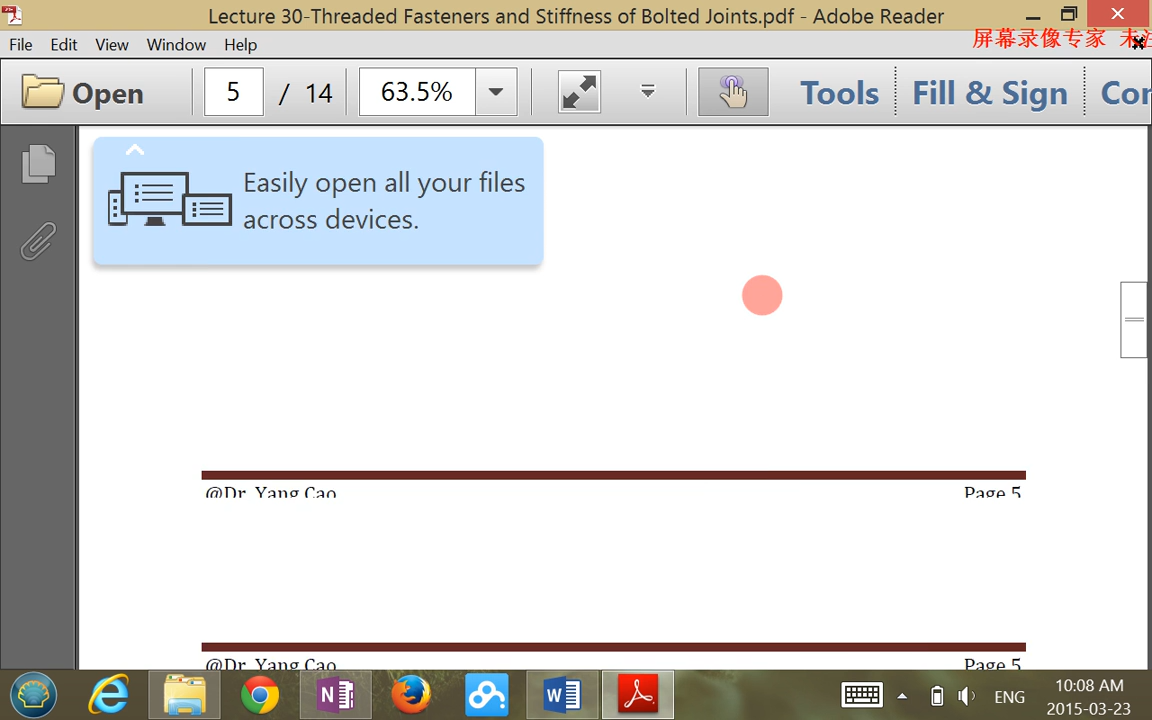 Lecture 30-Threaded Fasteners and Stiffness of Bolted Joints.pdf - Adobe Reader
File Edit View Window Help
屏幕录像专家 未
Open 5 / 14 63.5% Tools Fill & Sign Cor
Easily open all your files
across devices.
@Dr. Yang Cao Page 5
@Dr. Yang Cao Page 5
ENG
10:08 AM
2015-03-23